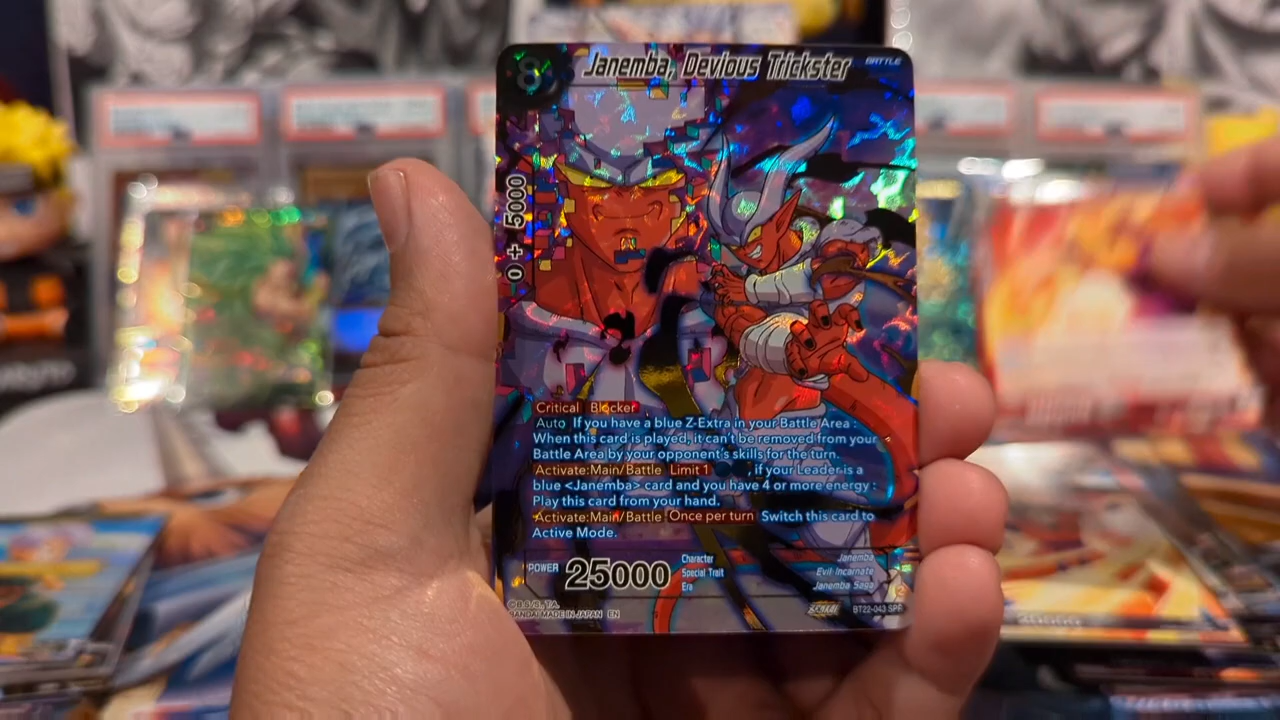 8
Janemba, Devious Trickster
BATTLE
0 + 5000
Critical Blocker
Auto If you have a blue Z-Extra in your Battle Area :
When this card is played, it can't be removed from your
Battle Area by your opponent's skills for the turn.
Activate:Main/Battle Limit 1 , if your Leader is a
blue <Janemba> card and you have 4 or more energy :
Play this card from your hand.
Activate:Main/Battle Once per turn Switch this card to
Active Mode.
POWER 25000
Character Janemba
Special Trait Evil Incarnate
Era Janemba Saga
©B.S./S.,T.A.
BANDAI MADE IN JAPAN EN
BT22-043 SPR